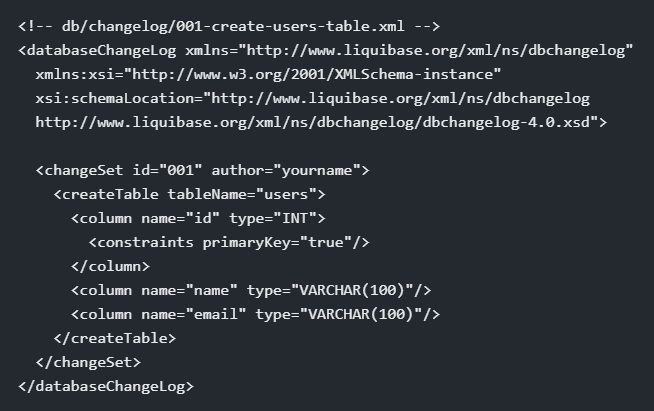 <!-- db/changelog/001-create-users-table.xml -->
<databaseChangeLog xmlns="http://www.liquibase.org/xml/ns/dbchangelog"
  xmlns:xsi="http://www.w3.org/2001/XMLSchema-instance"
  xsi:schemaLocation="http://www.liquibase.org/xml/ns/dbchangelog
  http://www.liquibase.org/xml/ns/dbchangelog/dbchangelog-4.0.xsd">

  <changeSet id="001" author="yourname">
    <createTable tableName="users">
      <column name="id" type="INT">
        <constraints primaryKey="true"/>
      </column>
      <column name="name" type="VARCHAR(100)"/>
      <column name="email" type="VARCHAR(100)"/>
    </createTable>
  </changeSet>
</databaseChangeLog>